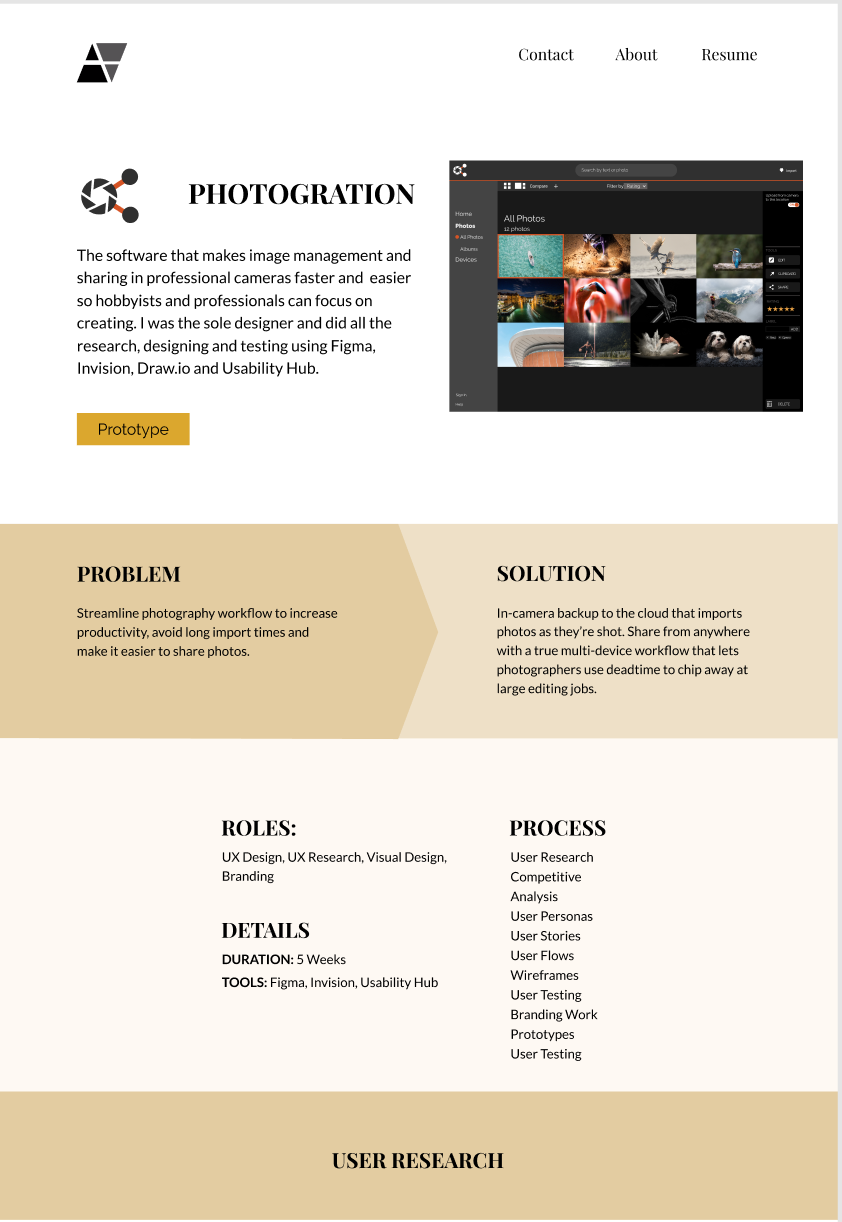 Contact About Resume
PHOTOGRATION
The software that makes image management and
sharing in professional cameras faster and  easier
so hobbyists and professionals can focus on
creating. I was the sole designer and did all the
research, designing and testing using Figma,
Invision, Draw.io and Usability Hub.
Prototype
Search by text or photo
Import
Compare +
Filter by Rating
Upload from camera
to this location
Home
Photos
All Photos
Albums
Devices
All Photos
12 photos
EDIT
SHARE
DELETE
Sign In
Help
PROBLEM
Streamline photography workflow to increase
productivity, avoid long import times and
make it easier to share photos.
SOLUTION
In-camera backup to the cloud that imports
photos as they’re shot. Share from anywhere
with a true multi-device workflow that lets
photographers use deadtime to chip away at
large editing jobs.
ROLES:
UX Design, UX Research, Visual Design,
Branding
DETAILS
DURATION: 5 Weeks
TOOLS: Figma, Invision, Usability Hub
PROCESS
User Research
Competitive
Analysis
User Personas
User Stories
User Flows
Wireframes
User Testing
Branding Work
Prototypes
User Testing
USER RESEARCH